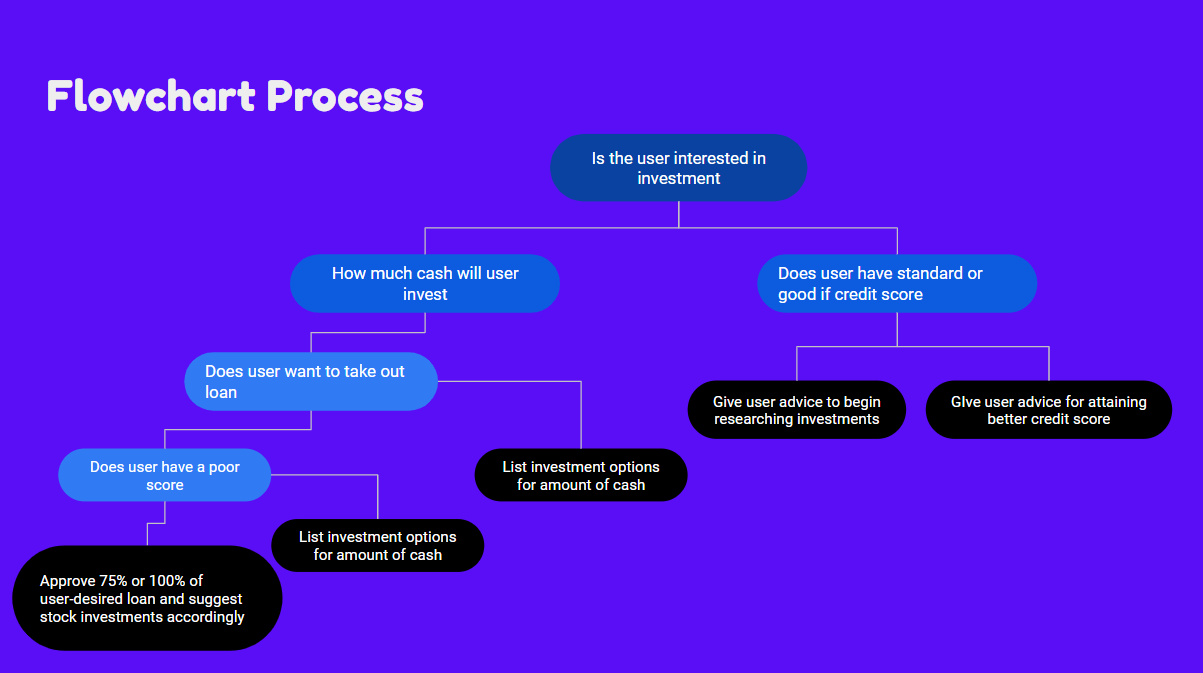 Flowchart Process
Is the user interested in
investment
How much cash will user
invest
Does user have standard or
good if credit score
Does user want to take out
loan
Give user advice to begin
researching investments
GIve user advice for attaining
better credit score
Does user have a poor
score
List investment options
for amount of cash
List investment options
for amount of cash
Approve 75% or 100% of
user-desired loan and suggest
stock investments accordingly